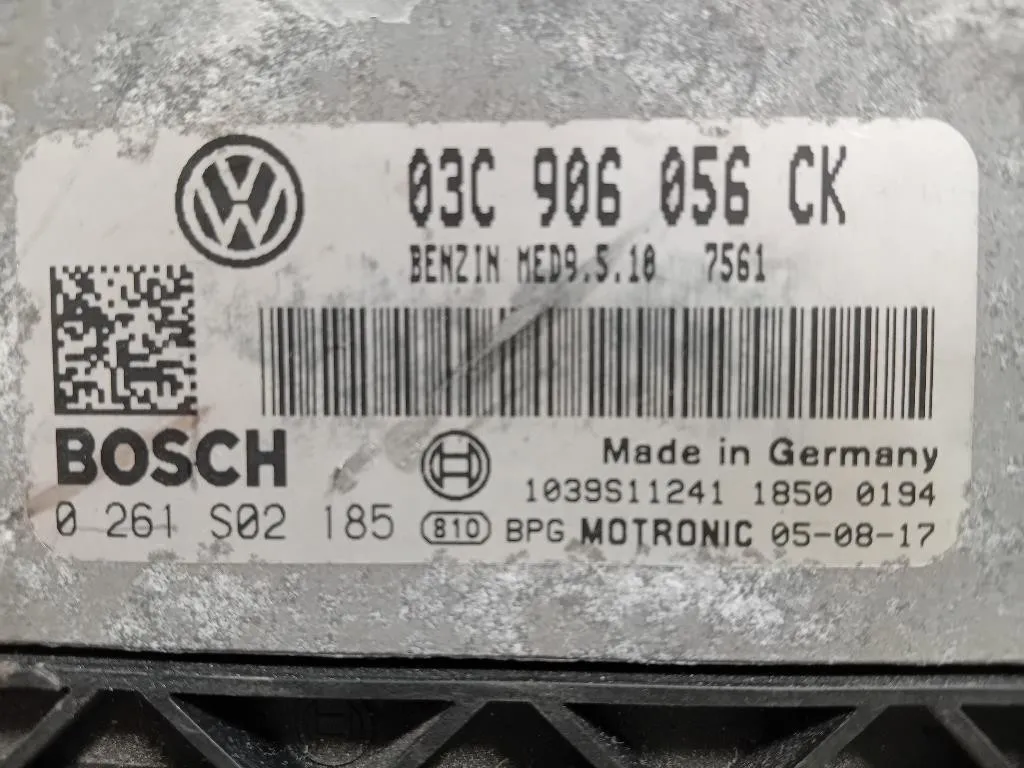 03C 906 056 CK
BENZIN MED9.5.10 7561
BOSCH
Made in Germany
1039S11241 1850 0194
0 261 S02 185 810 BPG MOTRONIC 05-08-17